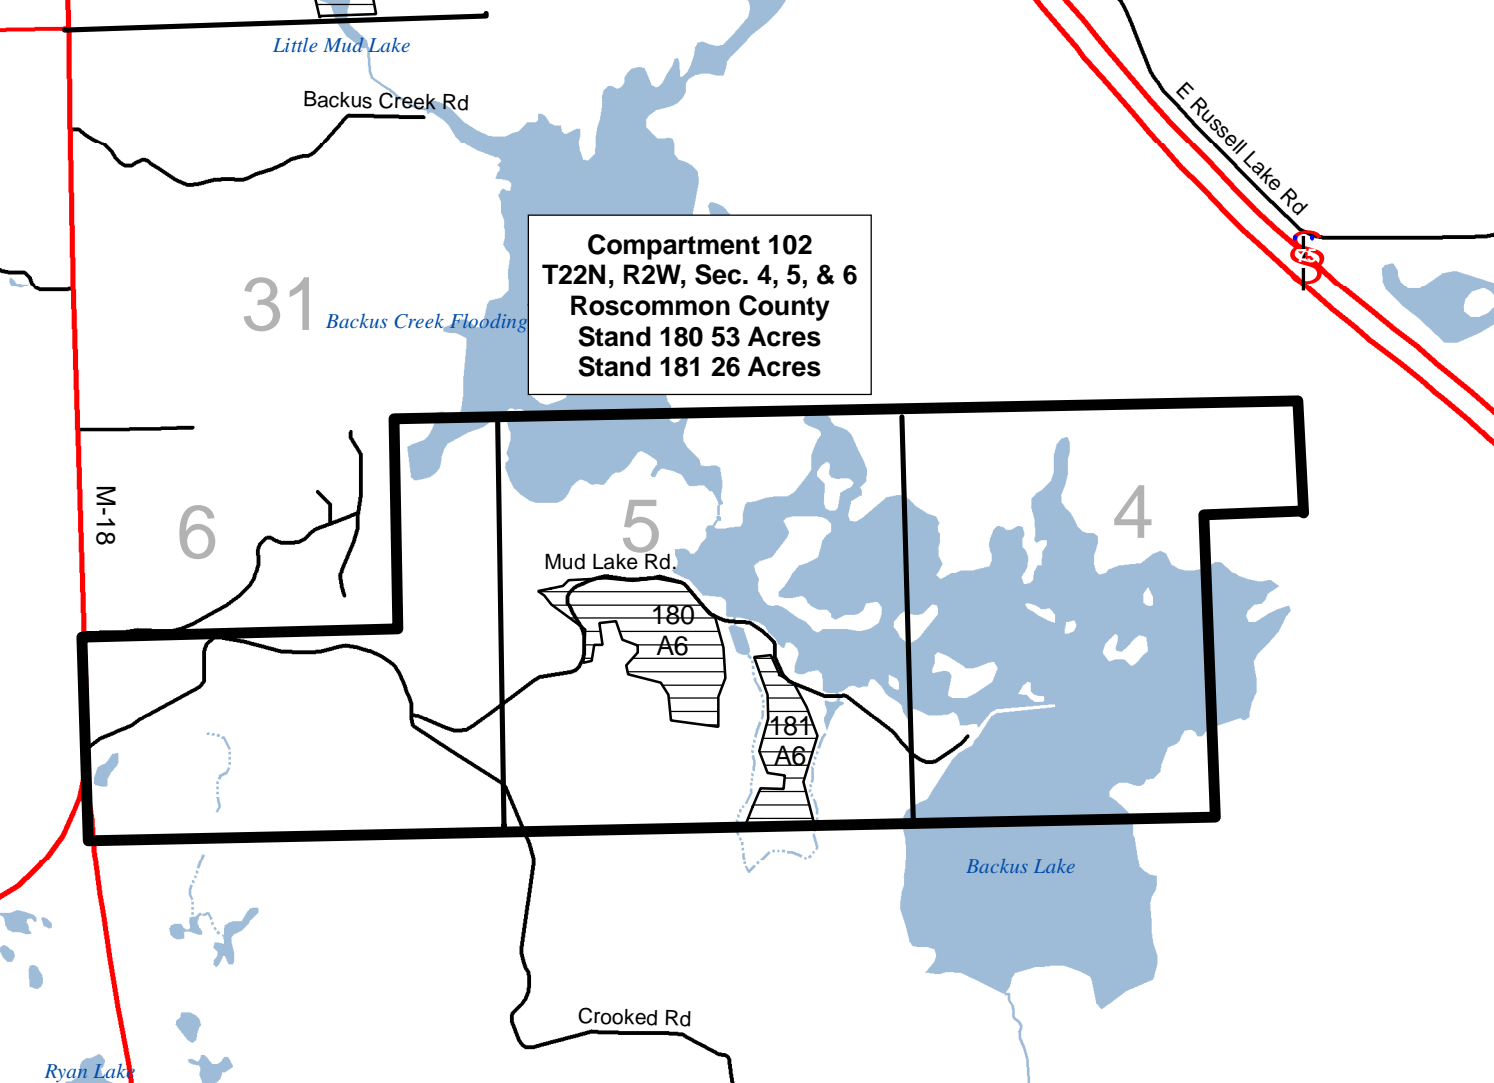 Little Mud Lake
Backus Creek Rd
E Russell Lake Rd
Compartment 102
T22N, R2W, Sec. 4, 5, & 6
Roscommon County
Stand 180 53 Acres
Stand 181 26 Acres
31
Backus Creek Flooding
M-18
6
5
4
Mud Lake Rd.
180
A6
181
A6
Backus Lake
Crooked Rd
Ryan Lake